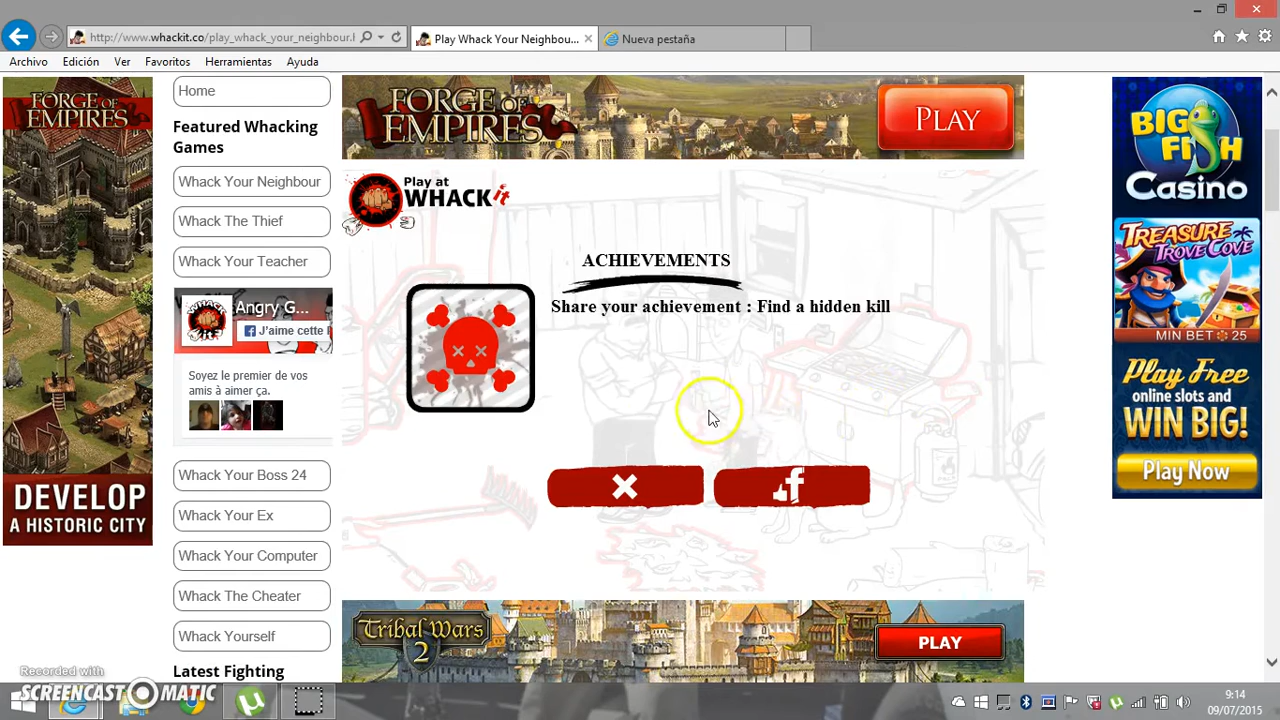 http://www.whackit.co/play_whack_your_neighbour.h
Play Whack Your Neighbou...
Nueva pestaña
Archivo Edición Ver Favoritos Herramientas Ayuda
FORGE OF
EMPIRES
DEVELOP
A HISTORIC CITY
Home
Featured Whacking
Games
Whack Your Neighbour
Whack The Thief
Whack Your Teacher
Angry G...
J'aime cette l
Soyez le premier de vos
amis à aimer ça.
Whack Your Boss 24
Whack Your Ex
Whack Your Computer
Whack The Cheater
Whack Yourself
Latest Fighting
FORGE OF
EMPIRES
PLAY
Play at
WHACK it
ACHIEVEMENTS
Share your achievement : Find a hidden kill
Tribal Wars
2
PLAY
BIG
FISH
Casino
TREASURE
TROVE COVE
MIN BET 25
Play Free
online slots and
WIN BIG!
Play Now
Recorded with
SCREENCAST MATIC
9:14
09/07/2015